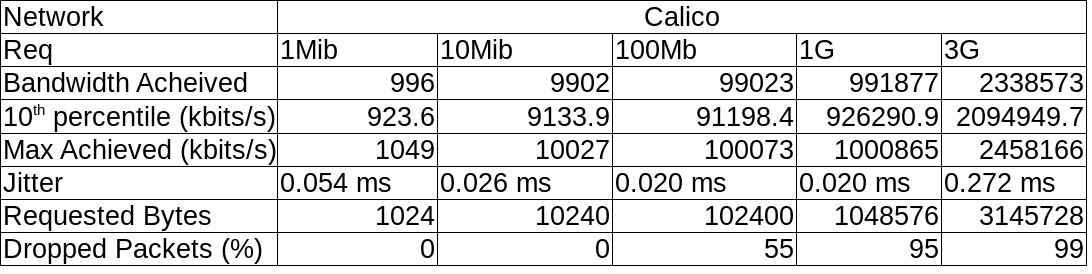 Network Calico
Req 1Mib 10Mib 100Mb 1G 3G
Bandwidth Acheived 996 9902 99023 991877 2338573
10th percentile (kbits/s) 923.6 9133.9 91198.4 926290.9 2094949.7
Max Achieved (kbits/s) 1049 10027 100073 1000865 2458166
Jitter 0.054 ms 0.026 ms 0.020 ms 0.020 ms 0.272 ms
Requested Bytes 1024 10240 102400 1048576 3145728
Dropped Packets (%) 0 0 55 95 99